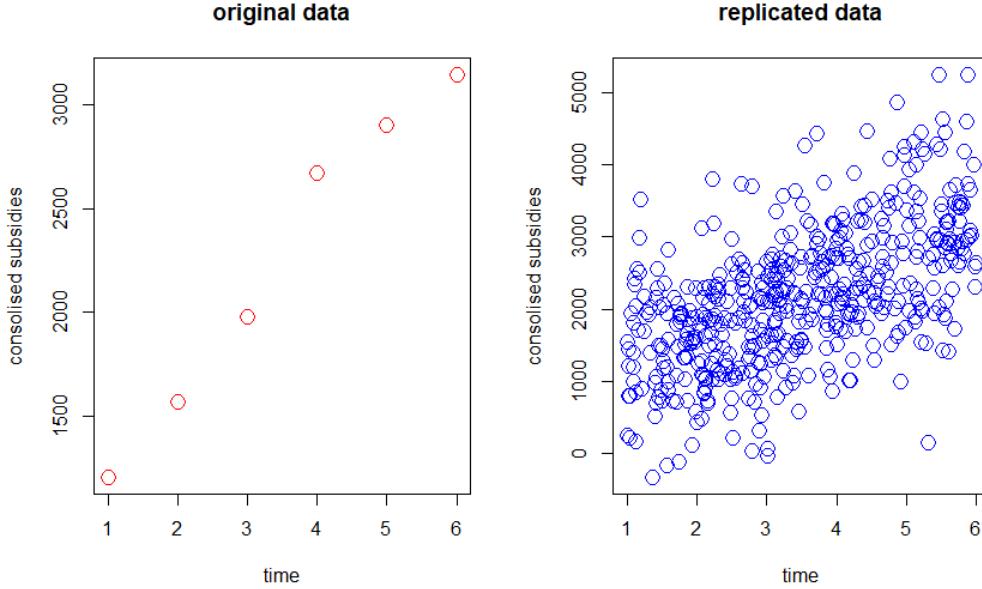 original data
consolised subsidies
3000
2500
2000
1500
1 2 3 4 5 6
time
replicated data
consolised subsidies
5000
4000
3000
2000
1000
0
1 2 3 4 5 6
time